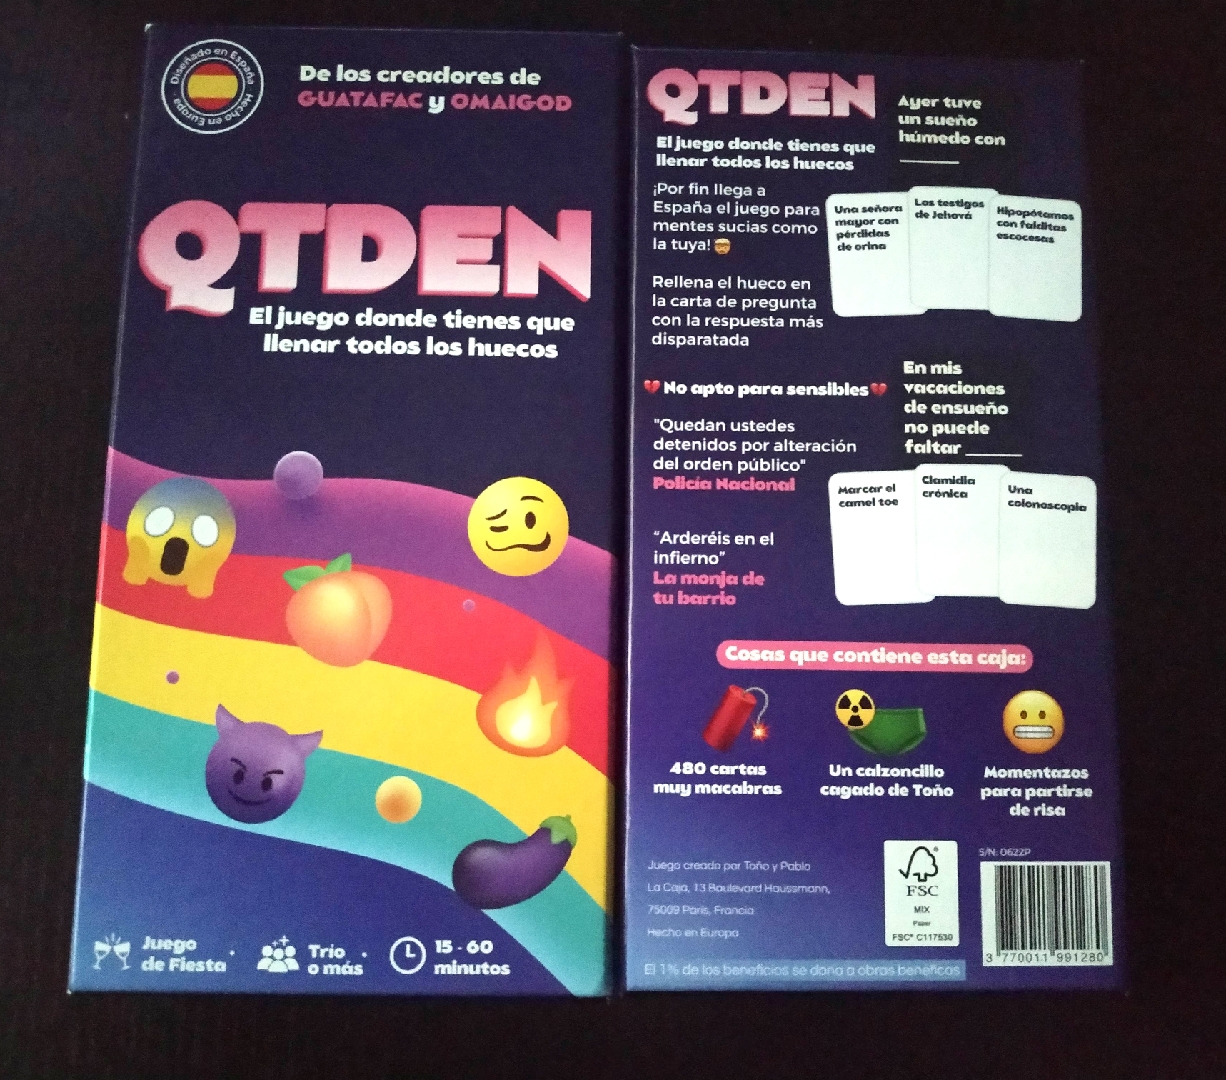 Diseñado en España · Hecho en Europa ·
De los creadores de
GUATAFAC y OMAIGOD
QTDEN
El juego donde tienes que
llenar todos los huecos
Juego
de Fiesta
Trio
o más
15 - 60
minutos
QTDEN
El juego donde tienes que
llenar todos los huecos
¡Por fin llega a
España el juego para
mentes sucias como
la tuya!
Rellena el hueco en
la carta de pregunta
con la respuesta más
disparatada
Ayer tuve
un sueño
húmedo con
______
Una señora
mayor con
pérdidas
de orina
Los testigos
de Jehová
Hipopótamos
con falditas
escocesas
No apto para sensibles
"Quedan ustedes
detenidos por alteración
del orden público"
Policía Nacional
“Arderéis en el
infierno”
La monja de
tu barrio
En mis
vacaciones
de ensueño
no puede
faltar ______
Marcar el
camel toe
Clamidia
crónica
Una
colonoscopia
Cosas que contiene esta caja:
480 cartas
muy macabras
Un calzoncillo
cagado de Toño
Momentazos
para partirse
de risa
Juego creado por Toño y Pablo
La Caja, 13 Boulevard Haussmann,
75009 Paris, Francia
Hecho en Europa
El 1% de los beneficios se dona a obras benéficas
FSC
MIX
Paper
FSC® C117530
S/N: 0622P
3 770011 991280